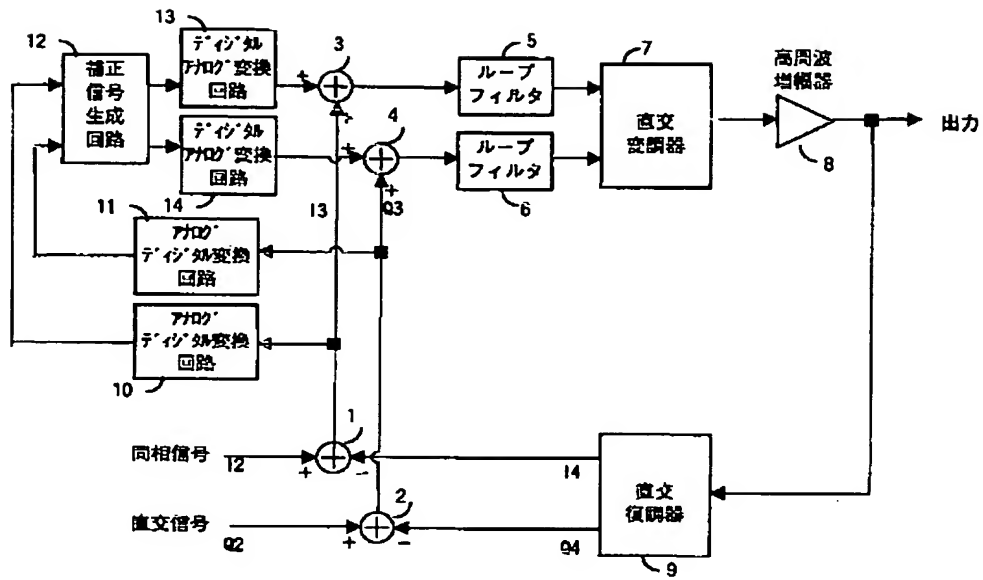 13
ディジタル
アナログ変換
回路
12
補正
信号
生成
回路
3
+
+
5
ループ
フィルタ
7
直交
変調器
高周波
増幅器
8
出力
ディジタル
アナログ変換
回路
14
4
+
+
ループ
フィルタ
6
I3
Q3
11
アナログ
ディジタル変換
回路
アナログ
ディジタル変換
回路
10
1
同相信号
I2
+
-
I4
2
直交信号
Q2
+
-
Q4
直交
復調器
9